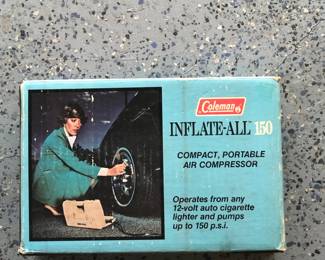 Coleman
INFLATE-ALL 150
COMPACT, PORTABLE
AIR COMPRESSOR
Operates from any
12-volt auto cigarette
lighter and pumps
up to 150 p.s.i.